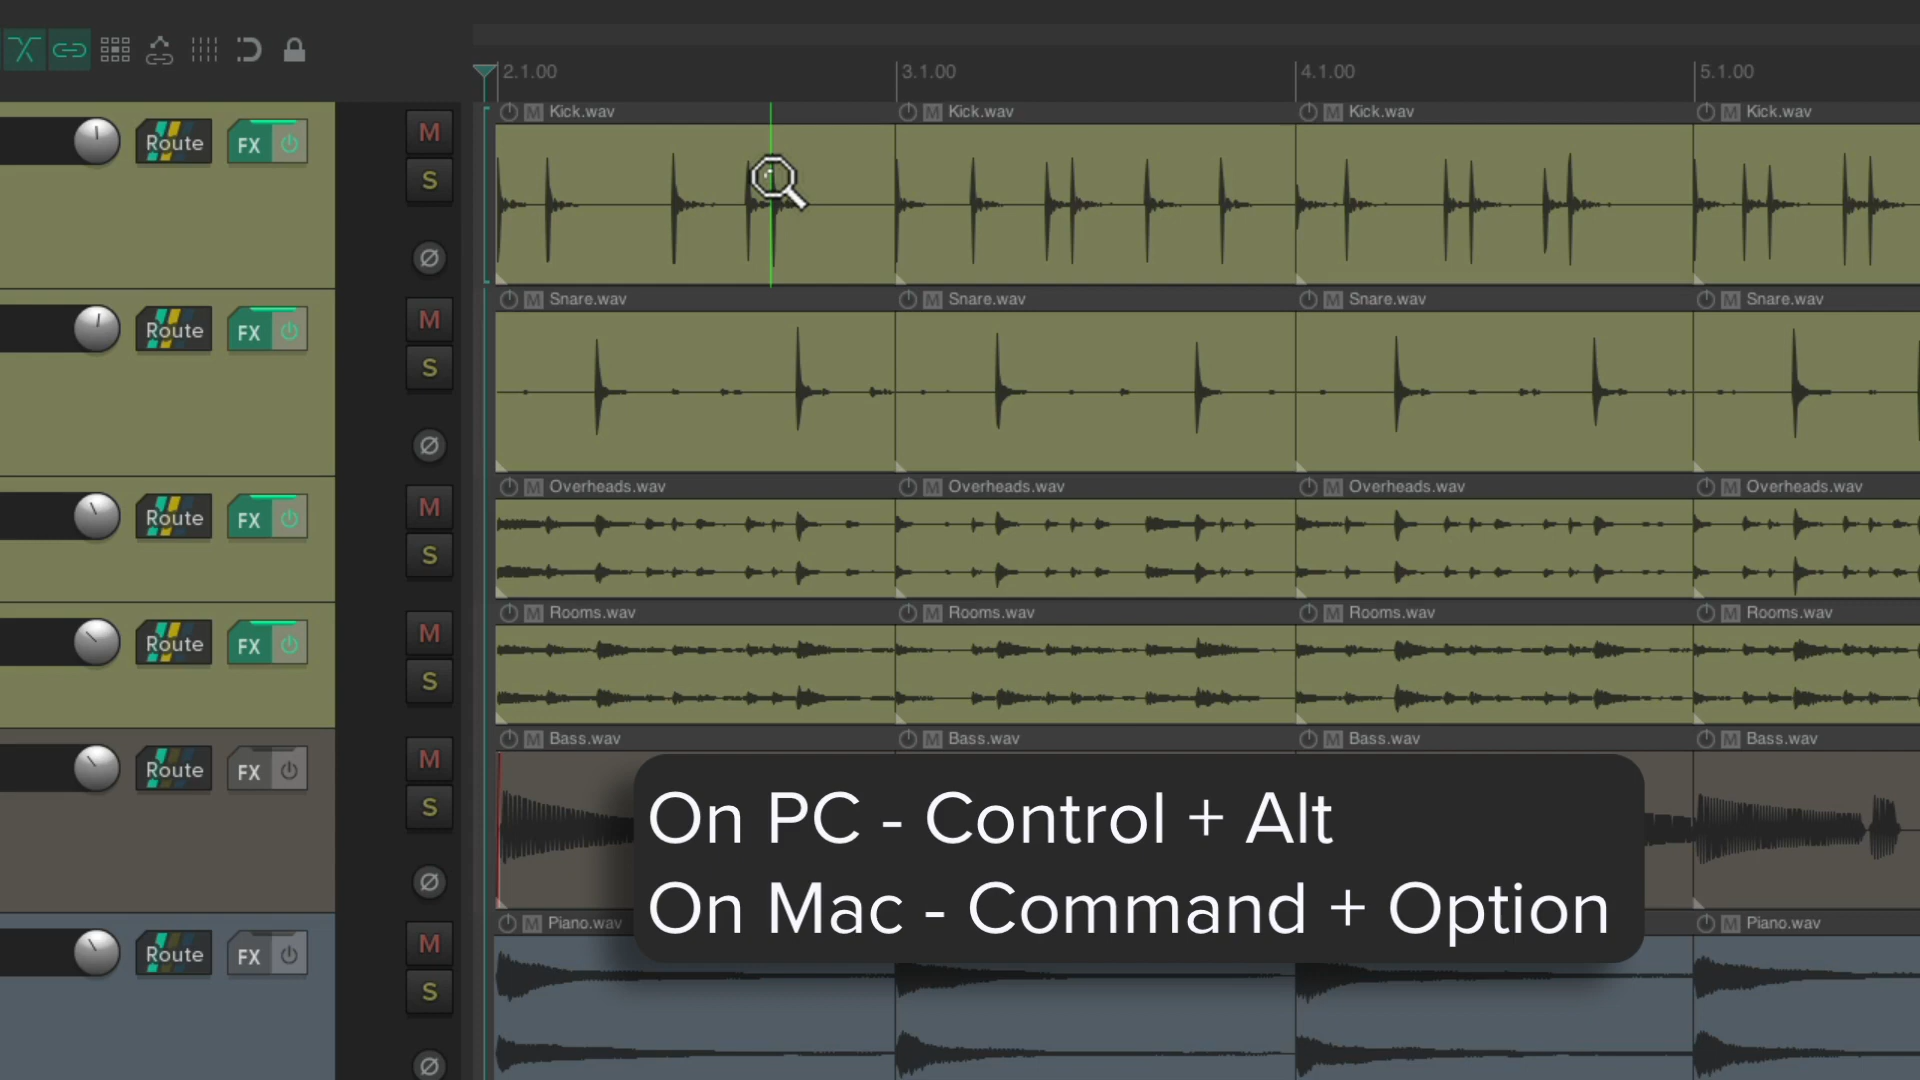 2.1.00 3.1.00 4.1.00 5.1.00
M Kick.wav M Kick.wav M Kick.wav M Kick.wav
Route FX M
S
Ø
M Snare.wav M Snare.wav M Snare.wav M Snare.wav
Route FX M
S
Ø
M Overheads.wav M Overheads.wav M Overheads.wav M Overheads.wav
Route FX M
S
M Rooms.wav M Rooms.wav M Rooms.wav M Rooms.wav
Route FX M
S
M Bass.wav M Bass.wav M Bass.wav M Bass.wav
Route FX M
S
Ø
On PC - Control + Alt
On Mac - Command + Option
M Piano.wav M Piano.wav
Route FX M
S
Ø